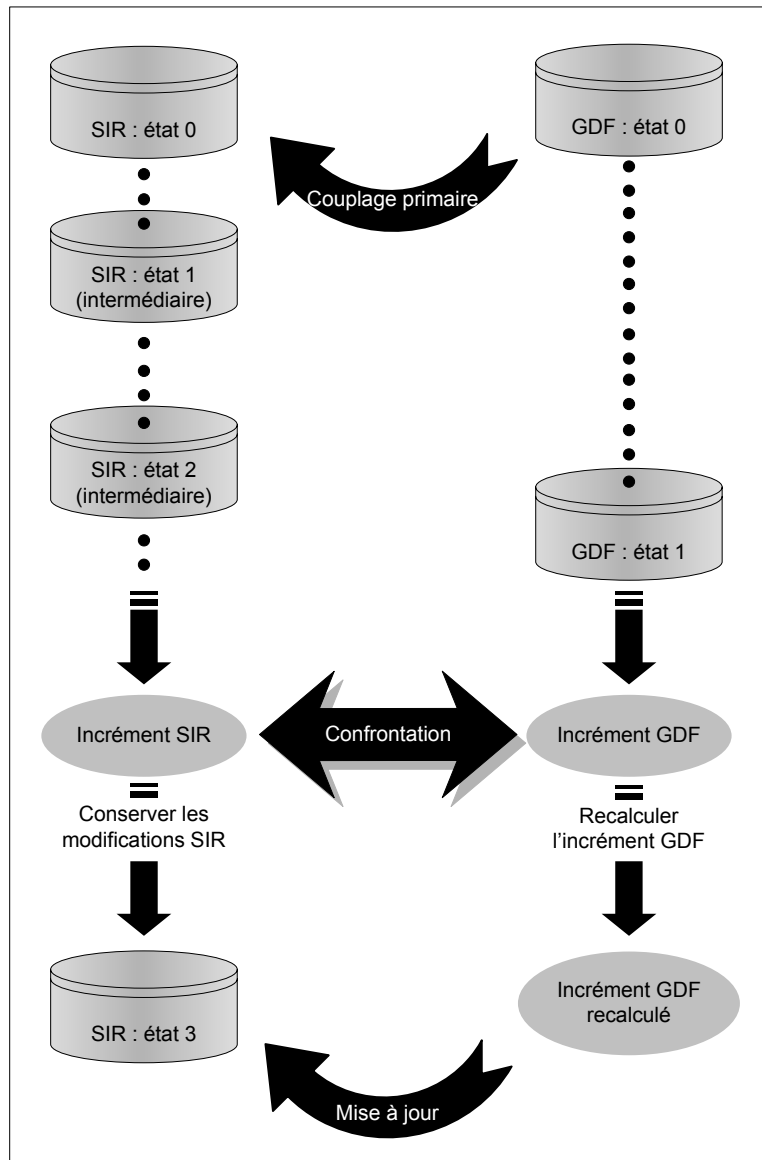 SIR : état 0
GDF : état 0
Couplage primaire
SIR : état 1
(intermédiaire)
SIR : état 2
(intermédiaire)
GDF : état 1
Incrément SIR
Confrontation
Incrément GDF
Conserver les
modifications SIR
Recalculer
l’incrément GDF
SIR : état 3
Incrément GDF
recalculé
Mise à jour